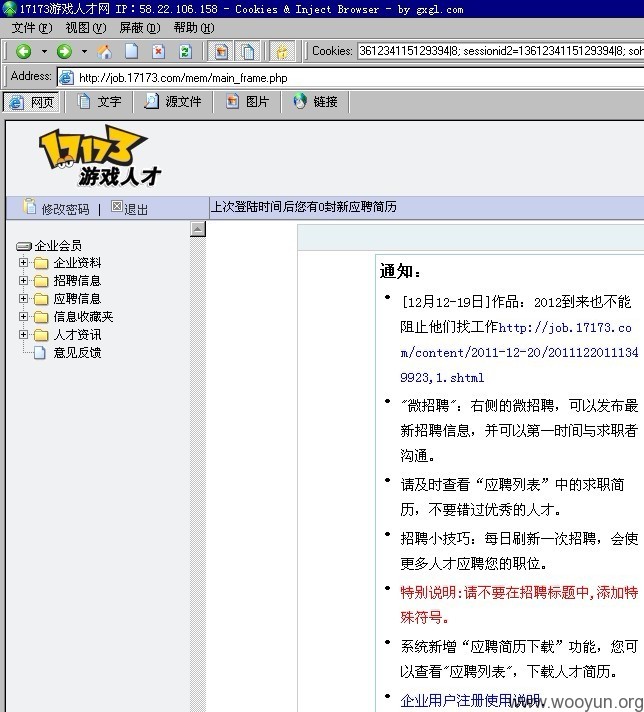 17173游戏人才网 IP：58.22.106.158 - Cookies & Inject Browser - by gxgl.com
文件(F) 视图(V) 屏蔽(D) 帮助(H)
Cookies: 361234115129394|8; sessionid2=1361234115129394|8; soh
Address: http://job.17173.com/mem/main_frame.php
网页 文字 源文件 图片 链接
17173
游戏人才
修改密码 | 退出
上次登陆时间后您有0封新应聘简历
企业会员
企业资料
招聘信息
应聘信息
信息收藏夹
人才资讯
意见反馈
通知：
[12月12-19日]作品：2012到来也不能
阻止他们找工作http://job.17173.co
m/content/2011-12-20/2011122011134
9923,1.shtml
"微招聘"：右侧的微招聘，可以发布最
新招聘信息，并可以第一时间与求职者
沟通。
请及时查看“应聘列表”中的求职简
历，不要错过优秀的人才。
招聘小技巧：每日刷新一次招聘，会使
更多人才应聘您的职位。
特别说明:请不要在招聘标题中,添加特
殊符号。
系统新增“应聘简历下载”功能，您可
以查看"应聘列表"，下载人才简历。
企业用户注册使用说明
www.wooyun.org